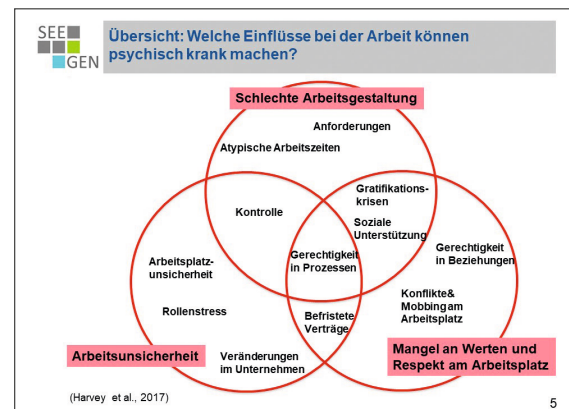 SEE
GEN
Übersicht: Welche Einflüsse bei der Arbeit können
psychisch krank machen?
Schlechte Arbeitsgestaltung
Anforderungen
Atypische Arbeitszeiten
Gratifikations-
krisen
Kontrolle
Soziale
Unterstützung
Gerechtigkeit
in Beziehungen
Gerechtigkeit
in Prozessen
Arbeitsplatz-
unsicherheit
Konflikte&
Mobbing am
Arbeitsplatz
Rollenstress
Befristete
Verträge
Arbeitsunsicherheit
Veränderungen
im Unternehmen
Mangel an Werten und
Respekt am Arbeitsplatz
(Harvey et al., 2017)
5